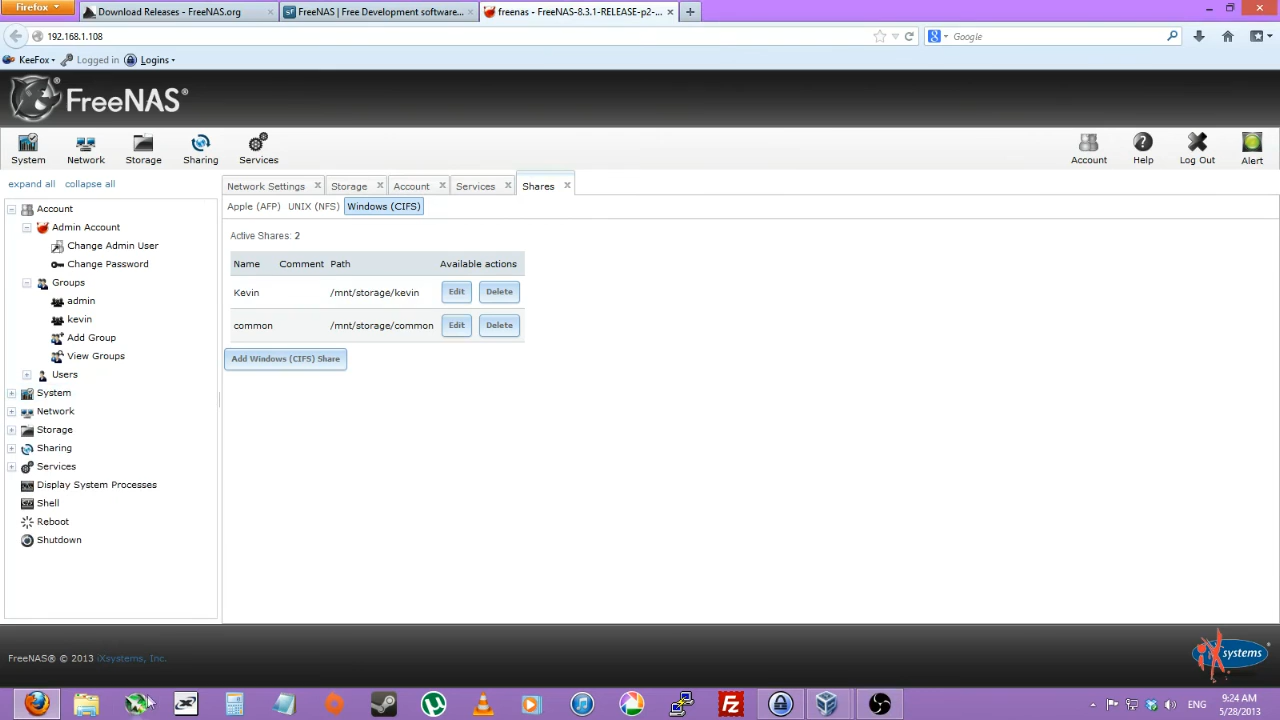 Firefox
Download Releases - FreeNAS.org
FreeNAS | Free Development software...
freenas - FreeNAS-8.3.1-RELEASE-p2-...
192.168.1.108
Google
KeeFox
Logged in
Logins
FreeNAS®
System
Network
Storage
Sharing
Services
Account
Help
Log Out
Alert
expand all
collapse all
Account
Admin Account
Change Admin User
Change Password
Groups
admin
kevin
Add Group
View Groups
Users
System
Network
Storage
Sharing
Services
Display System Processes
Shell
Reboot
Shutdown
Network Settings
Storage
Account
Services
Shares
Apple (AFP)
UNIX (NFS)
Windows (CIFS)
Active Shares: 2
Name Comment Path Available actions
Kevin /mnt/storage/kevin Edit Delete
common /mnt/storage/common Edit Delete
Add Windows (CIFS) Share
FreeNAS® © 2013 iXsystems, Inc.
iXsystems
ENG
9:24 AM
5/28/2013